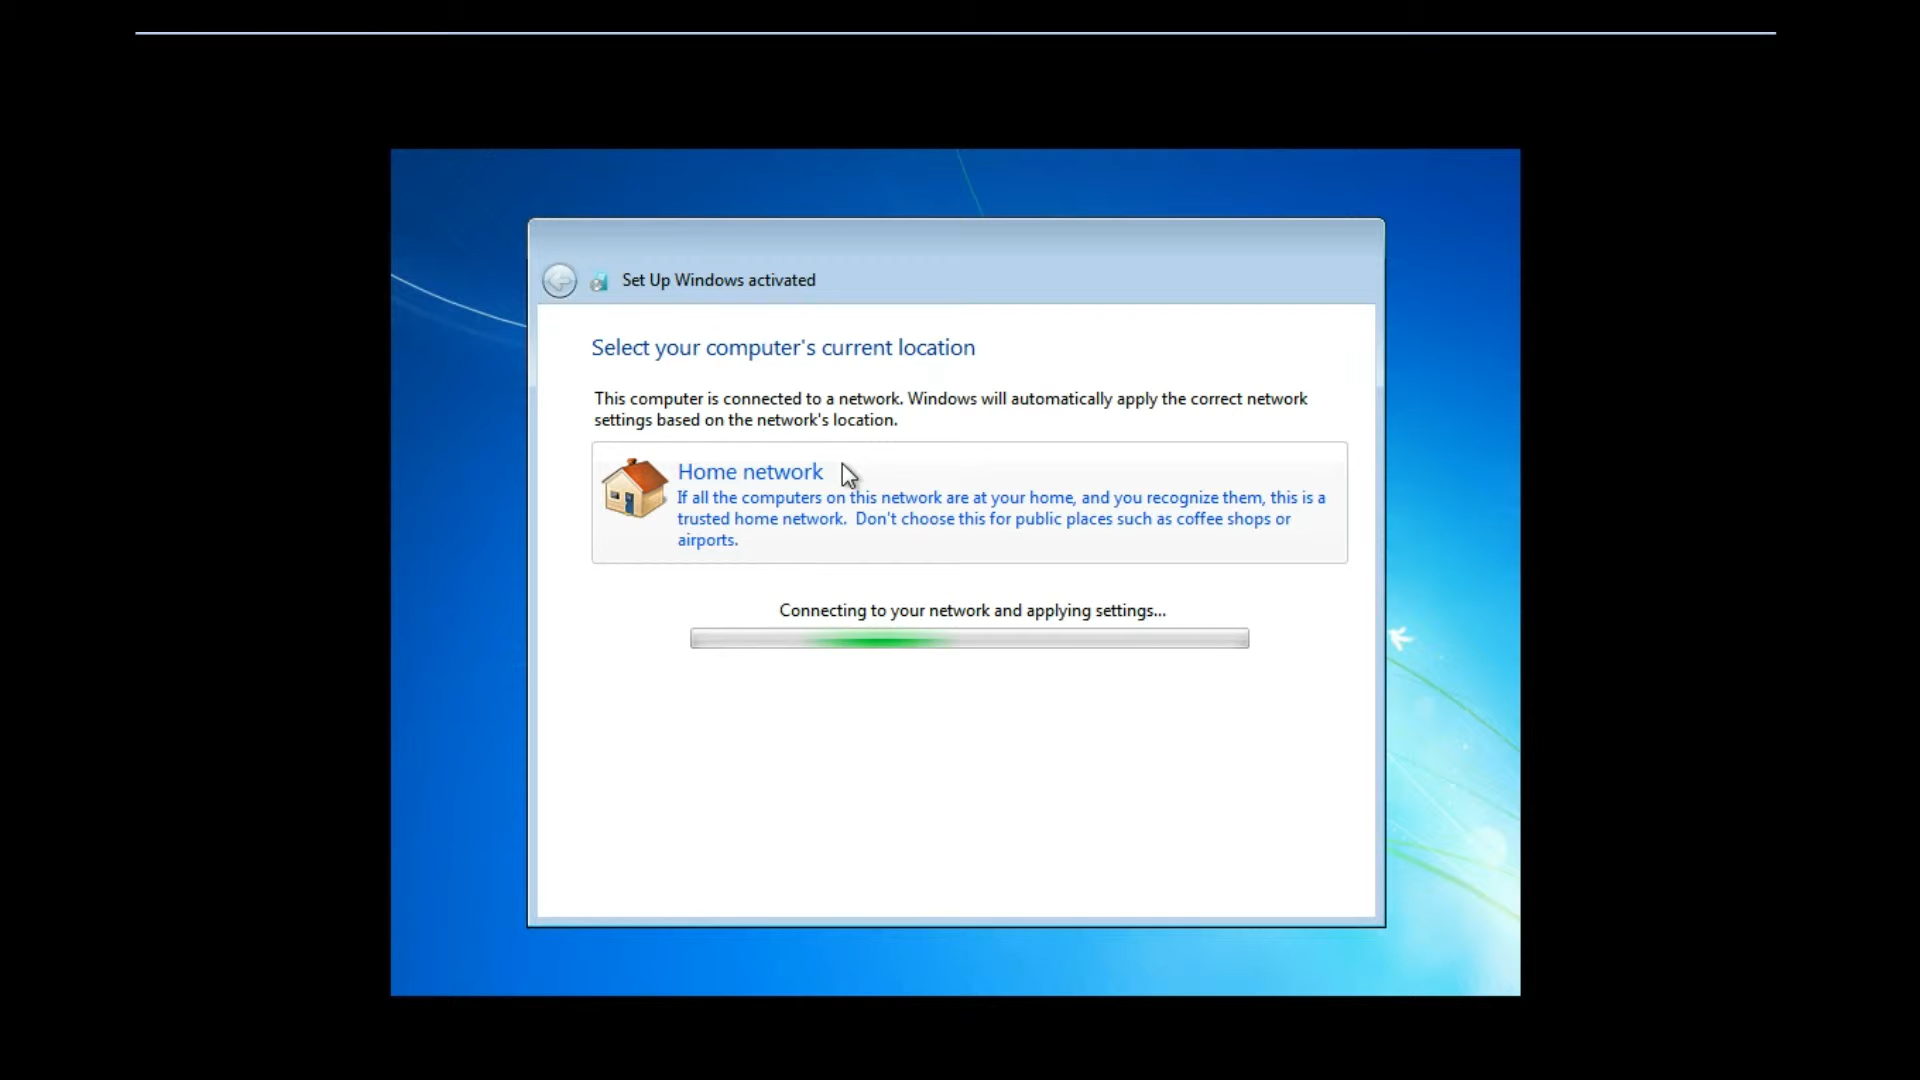 Set Up Windows activated
Select your computer's current location
This computer is connected to a network. Windows will automatically apply the correct network
settings based on the network's location.
Home network
If all the computers on this network are at your home, and you recognize them, this is a
trusted home network.  Don't choose this for public places such as coffee shops or
airports.
Connecting to your network and applying settings...